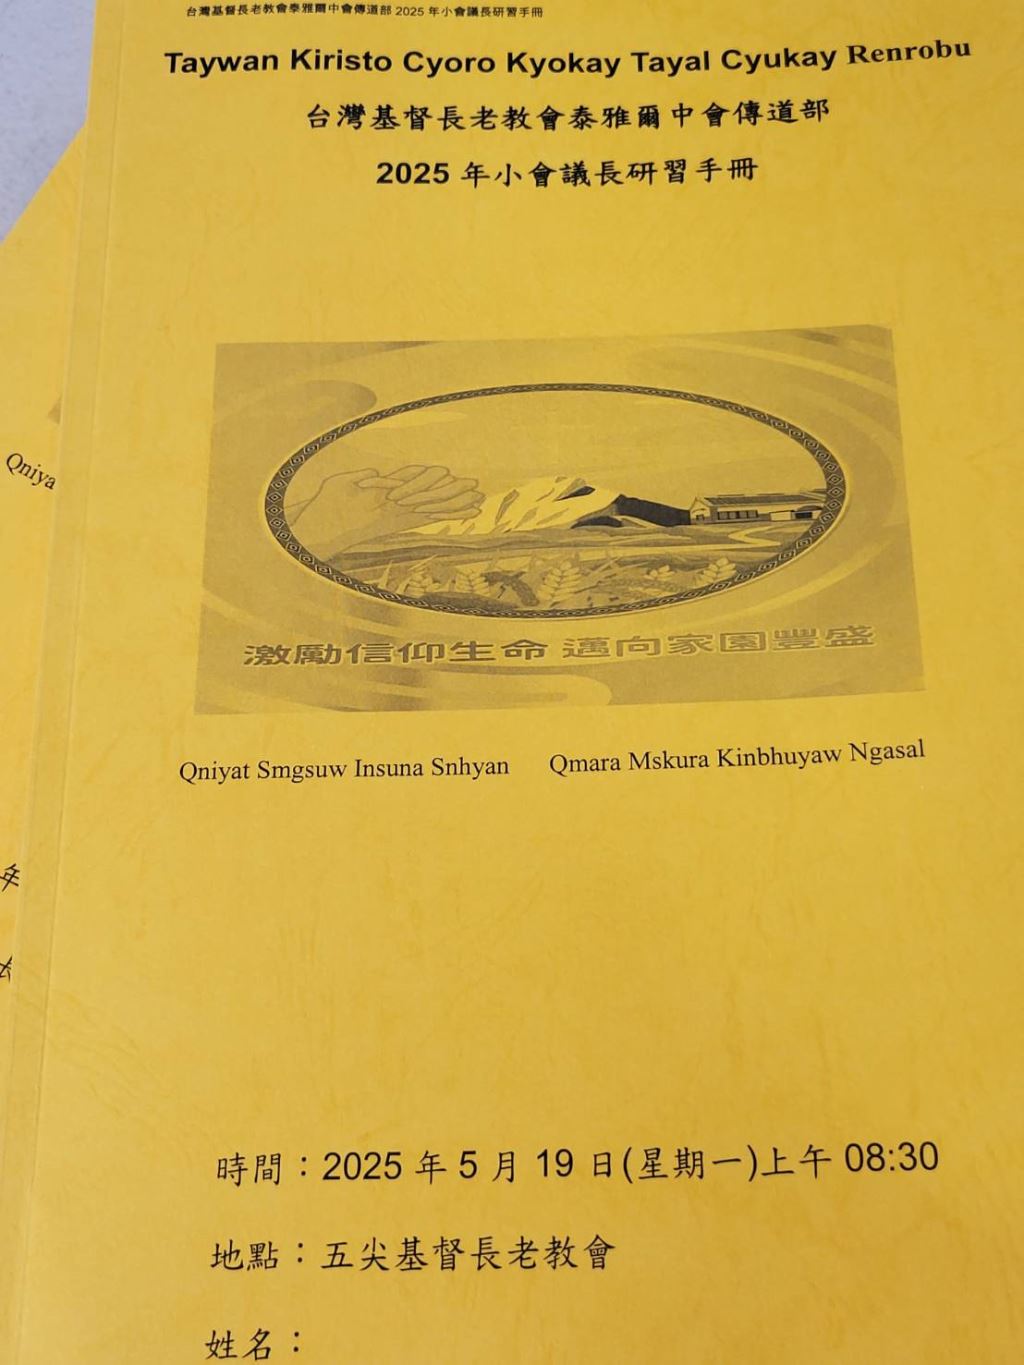 台灣基督長老教會泰雅爾中會傳道部 2025 年小會議長研習手冊
Taywan Kiristo Cyoro Kyokay Tayal Cyukay Renrobu
台灣基督長老教會泰雅爾中會傳道部
2025 年小會議長研習手冊
激勵信仰生命 邁向家園豐盛
Qniyat Smgsuw Insuna Snhyan Qmara Mskura Kinbhuyaw Ngasal
時間：2025 年 5 月 19 日(星期一)上午 08:30
地點：五尖基督長老教會
姓名：
Qniya
年